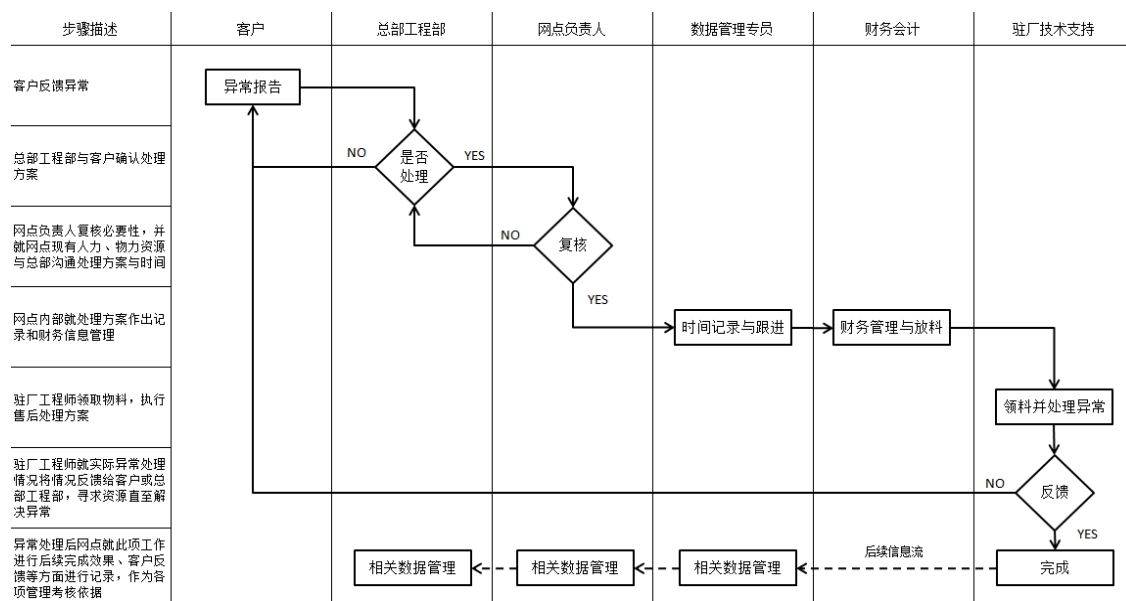 步骤描述
客户
总部工程部
网点负责人
数据管理专员
财务会计
驻厂技术支持
客户反馈异常
异常报告
总部工程部与客户确认处理
方案
NO
是否
处理
YES
网点负责人复核必要性，并
就网点现有人力、物力资源
与总部沟通处理方案与时间
NO
复核
YES
网点内部就处理方案作出记
录和财务信息管理
时间记录与跟进
财务管理与放料
驻厂工程师领取物料，执行
售后处理方案
领料并处理异常
驻厂工程师就实际异常处理
情况将情况反馈给客户或总
部工程部，寻求资源直至解
决异常
NO
反馈
YES
异常处理后网点就此项工作
进行后续完成效果、客户反
馈等方面进行记录，作为各
项管理考核依据
相关数据管理
相关数据管理
相关数据管理
后续信息流
完成